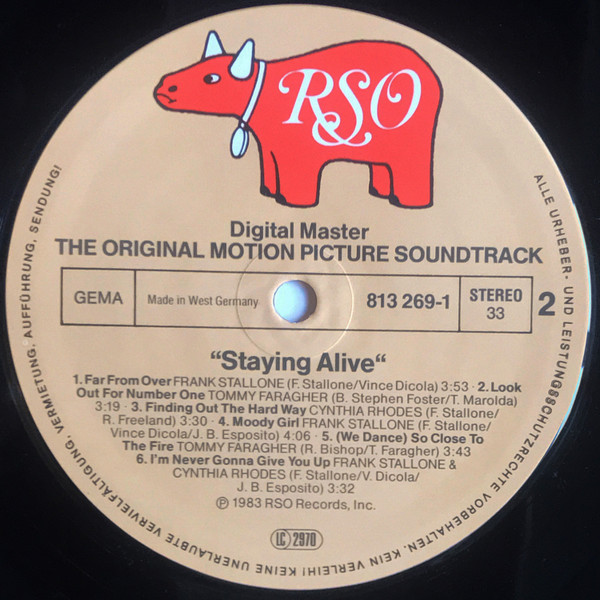 RSO
Digital Master
THE ORIGINAL MOTION PICTURE SOUNDTRACK
GEMA
Made in West Germany
813 269-1
STEREO
33
2
“Staying Alive“
1. Far From Over FRANK STALLONE (F. Stallone/Vince Dicola) 3:53 · 2. Look
Out For Number One TOMMY FARAGHER (B. Stephen Foster/T. Marolda)
3:19 · 3. Finding Out The Hard Way CYNTHIA RHODES (F. Stallone/
R. Freeland) 3:30 · 4. Moody Girl FRANK STALLONE (F. Stallone/
Vince Dicola/J. B. Esposito) 4:06 · 5. (We Dance) So Close To
The Fire TOMMY FARAGHER (R. Bishop/T. Faragher) 3:43
6. I'm Never Gonna Give You Up FRANK STALLONE &
CYNTHIA RHODES (F. Stallone/V. Dicola/
J. B. Esposito) 3:32
℗ 1983 RSO Records, Inc.
LC 2970
ALLE URHEBER- UND LEISTUNGSSCHUTZRECHTE VORBEHALTEN. KEIN VERLEIH! KEINE UNERLAUBTE VERVIELFÄLTIGUNG, VERMIETUNG, AUFFÜHRUNG, SENDUNG!